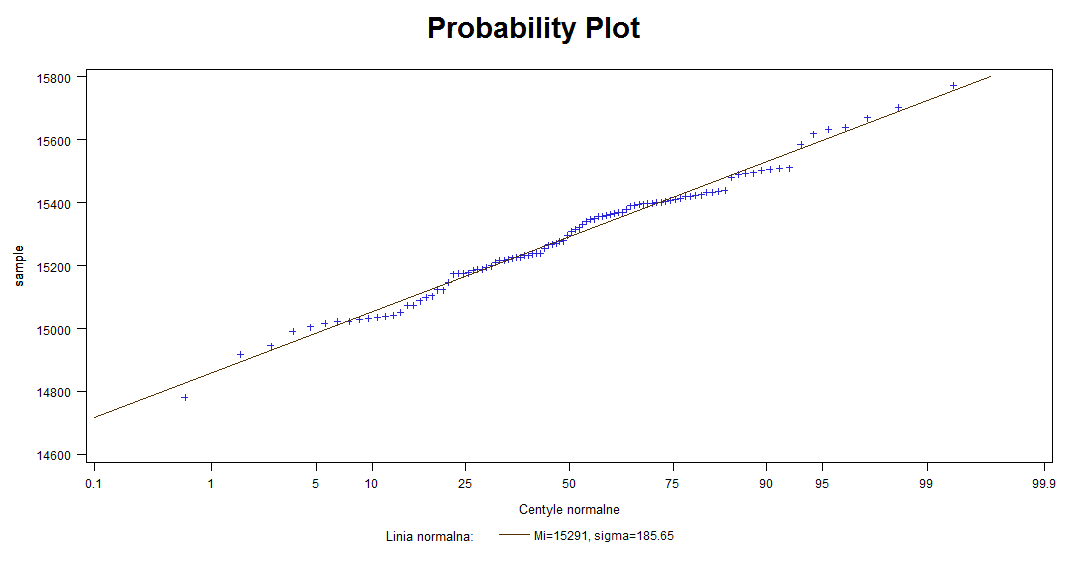 Probability Plot
15800
15600
15400
15200
15000
14800
14600
sample
0.1 1 5 10 25 50 75 90 95 99 99.9
Centyle normalne
Linia normalna: Mi=15291, sigma=185.65